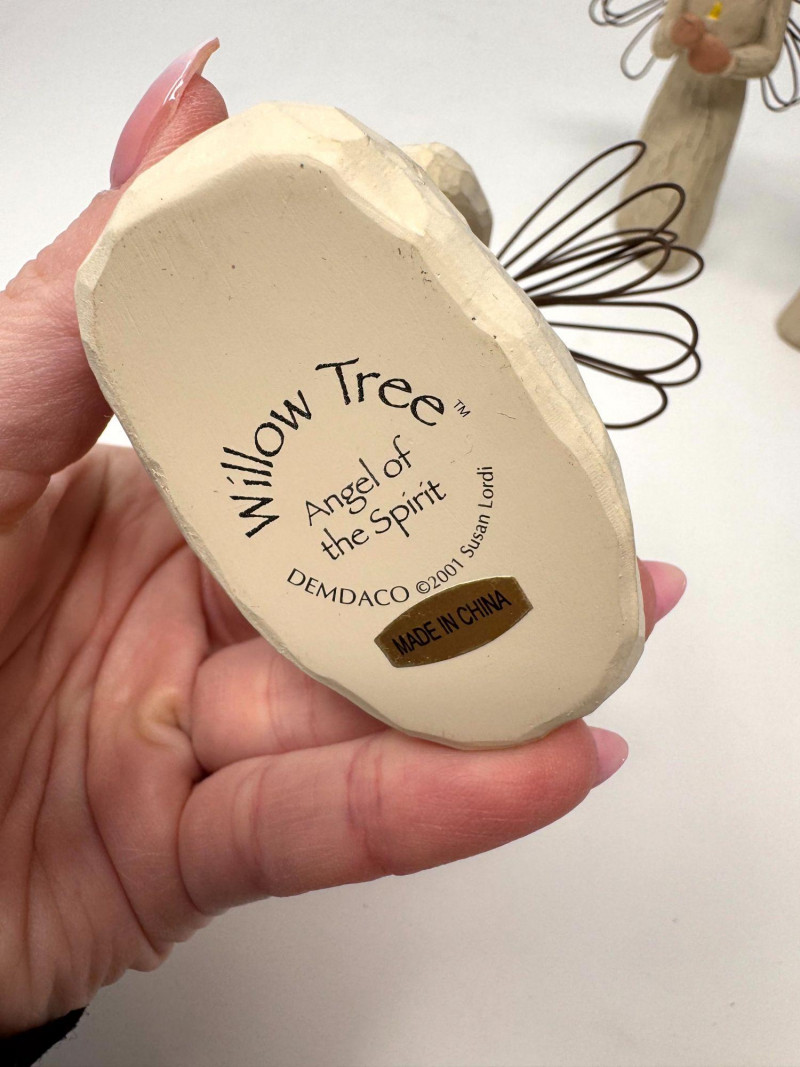 Willow Tree™
Angel of
the Spirit
DEMDACO ©2001 Susan Lordi
MADE IN CHINA